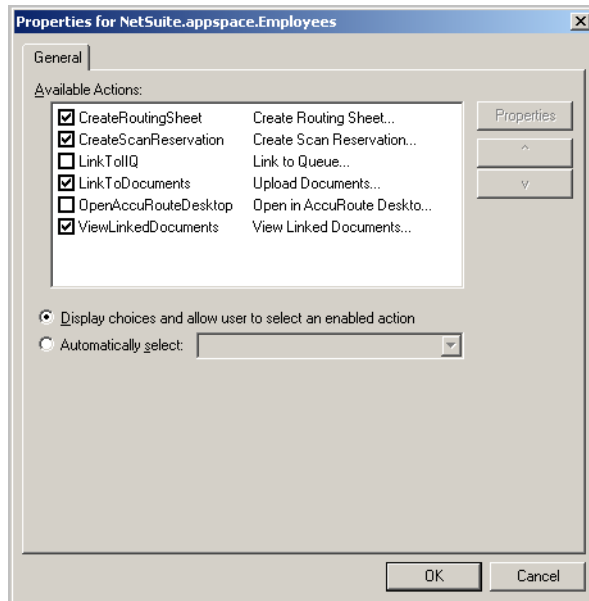 Properties for NetSuite.appspace.Employees
General
Available Actions:
CreateRoutingSheet Create Routing Sheet...
CreateScanReservation Create Scan Reservation...
LinkToIIQ Link to Queue...
LinkToDocuments Upload Documents...
OpenAccuRouteDesktop Open in AccuRoute Deskto...
ViewLinkedDocuments View Linked Documents...
Properties
^
v
Display choices and allow user to select an enabled action
Automatically select:
OK Cancel